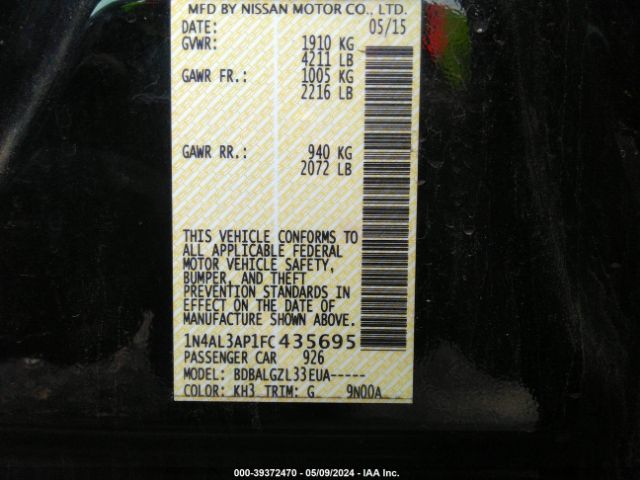 MFD BY NISSAN MOTOR CO., LTD.
DATE: 05/15
GVWR: 1910 KG
4211 LB
GAWR FR.: 1005 KG
2216 LB
GAWR RR.: 940 KG
2072 LB
THIS VEHICLE CONFORMS TO
ALL APPLICABLE FEDERAL
MOTOR VEHICLE SAFETY,
BUMPER, AND THEFT
PREVENTION STANDARDS IN
EFFECT ON THE DATE OF
MANUFACTURE SHOWN ABOVE.
1N4AL3AP1FC435695
PASSENGER CAR 926
MODEL: BDBALGZL33EUA-----
COLOR: KH3 TRIM: G 9N00A
000-39372470 - 05/09/2024 - IAA Inc.